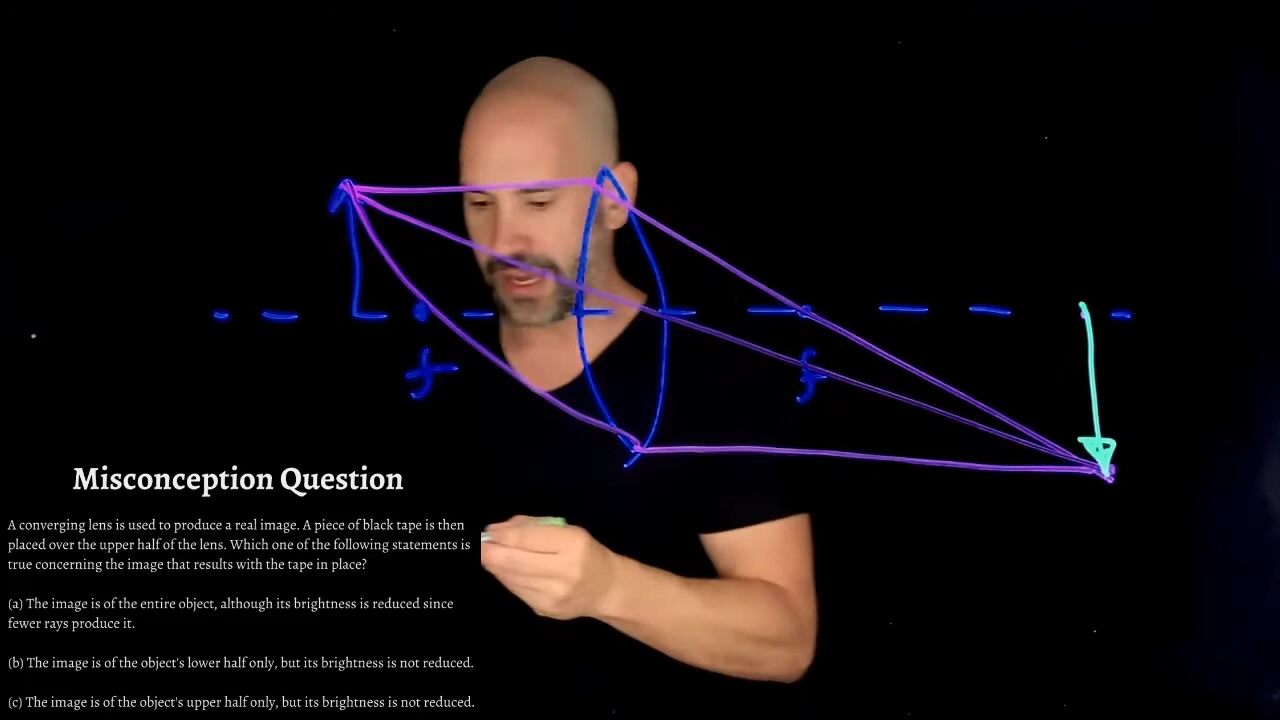 f
f
Misconception Question
A converging lens is used to produce a real image. A piece of black tape is then
placed over the upper half of the lens. Which one of the following statements is
true concerning the image that results with the tape in place?
(a) The image is of the entire object, although its brightness is reduced since
fewer rays produce it.
(b) The image is of the object's lower half only, but its brightness is not reduced.
(c) The image is of the object's upper half only, but its brightness is not reduced.